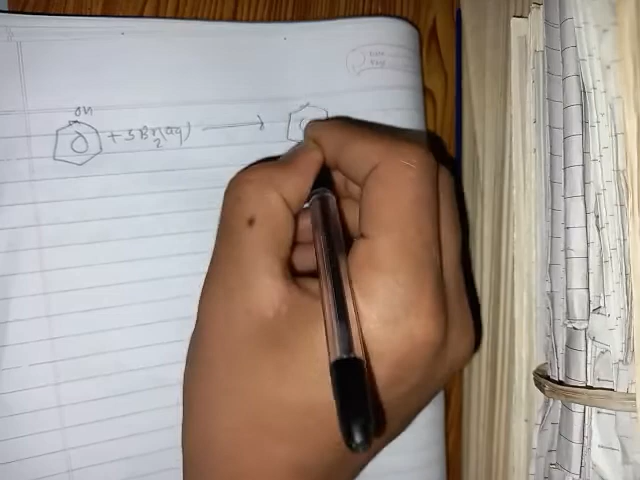 OH
+ 3Br2(aq) →